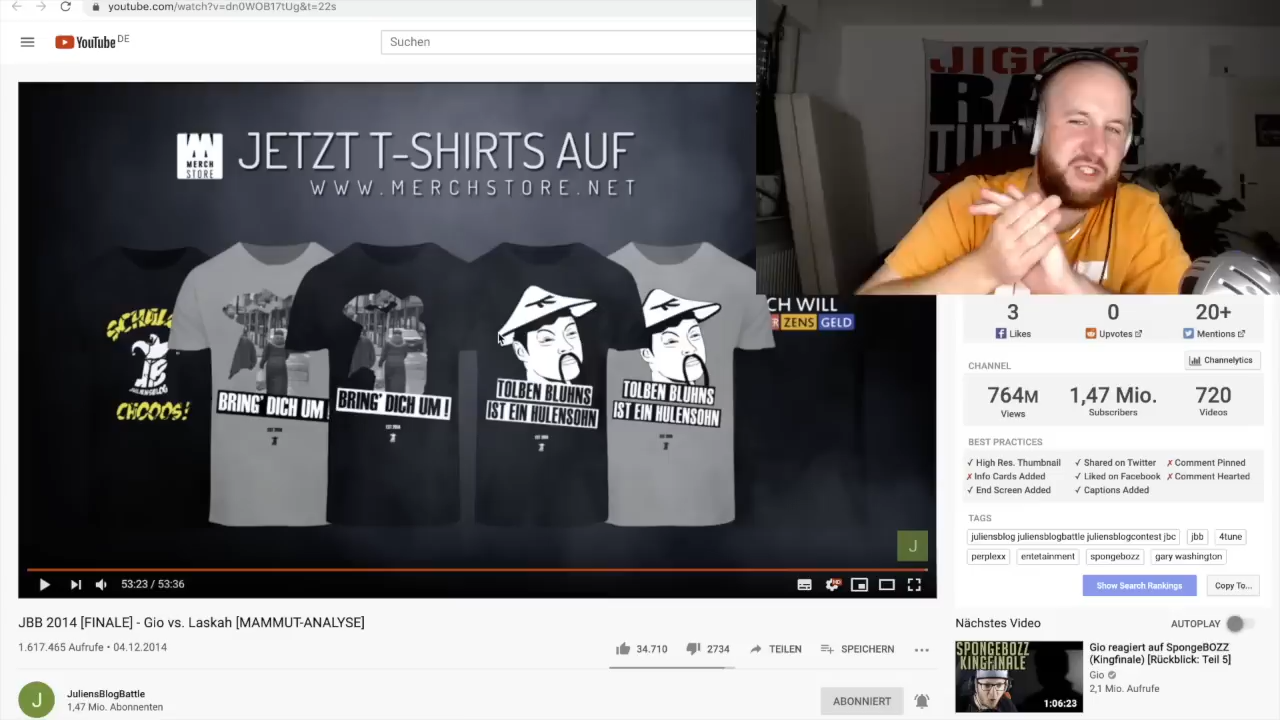 youtube.com/watch?v=dn0WOB17tUg&t=22s
YouTube DE
Suchen
MERCH
STORE
JETZT T-SHIRTS AUF
WWW.MERCHSTORE.NET
CH WILL
ZENS GELD
CHOOOS!
BRING' DICH UM !
BRING' DICH UM !
TOLBEN BLUHNS
IST EIN HULENSOHN
TOLBEN BLUHNS
IST EIN HULENSOHN
J
53:23 / 53:36
JBB 2014 [FINALE] - Gio vs. Laskah [MAMMUT-ANALYSE]
1.617.465 Aufrufe • 04.12.2014
34.710
2734
TEILEN
SPEICHERN
J
JuliensBlogBattle
1,47 Mio. Abonnenten
ABONNIERT
3
0
20+
Likes
Upvotes
Mentions
CHANNEL
Channelytics
764M
1,47 Mio.
720
Views
Subscribers
Videos
BEST PRACTICES
✓ High Res. Thumbnail
✓ Shared on Twitter
✗ Comment Pinned
✗ Info Cards Added
✓ Liked on Facebook
✗ Comment Hearted
✓ End Screen Added
✓ Captions Added
TAGS
juliensblog juliensblogbattle juliensblogcontest jbc
jbb
4tune
perplexx
entetainment
spongebozz
gary washington
Show Search Rankings
Copy To...
Nächstes Video
AUTOPLAY
SPONGEBOZZ
KINGFINALE
1:06:23
Gio reagiert auf SpongeBOZZ
(Kingfinale) [Rückblick: Teil 5]
Gio
2,1 Mio. Aufrufe